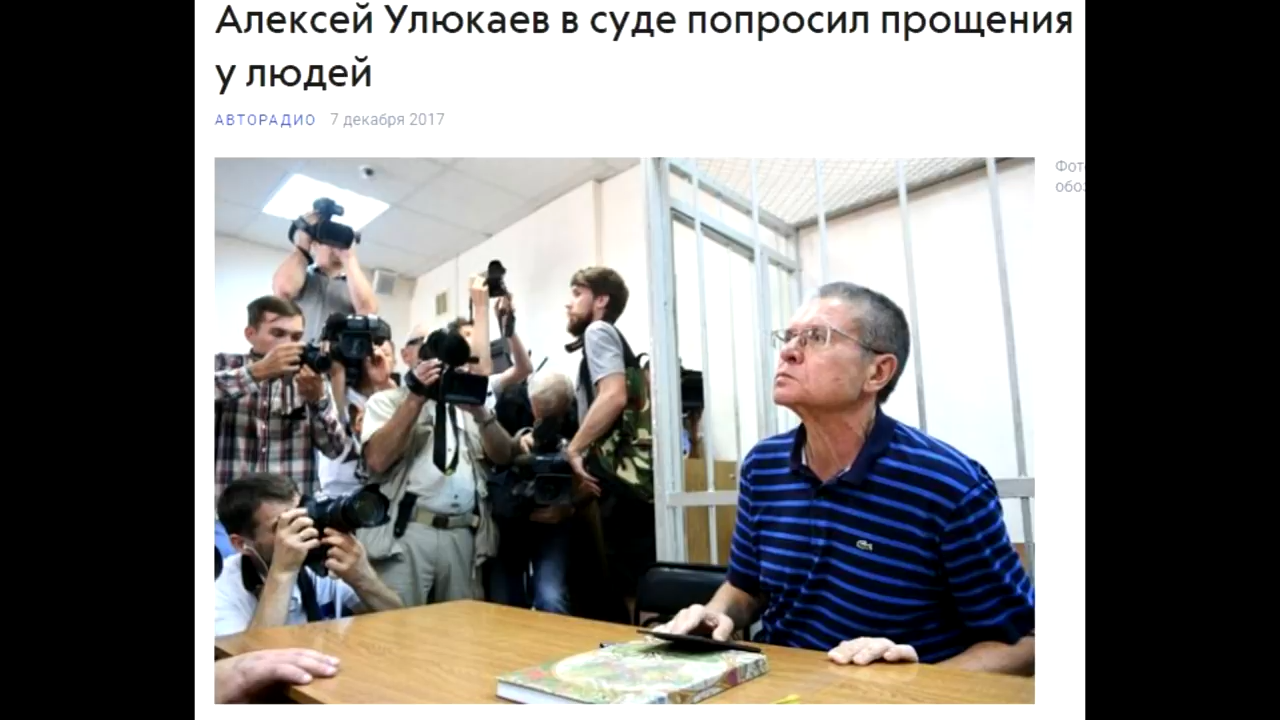 Алексей Улюкаев в суде попросил прощения
у людей
АВТОРАДИО 7 декабря 2017